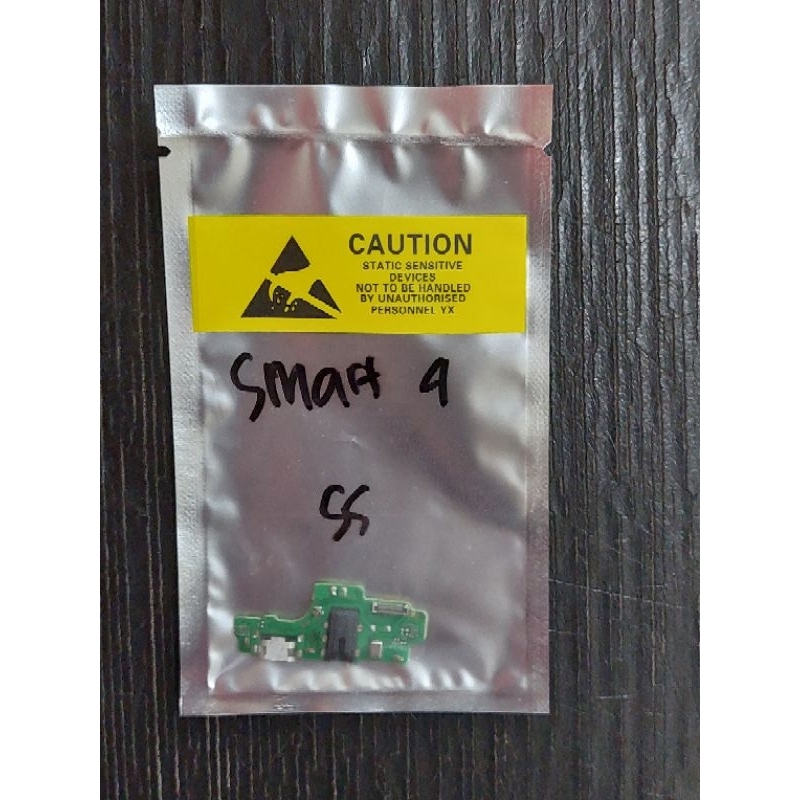 CAUTION
STATIC SENSITIVE
DEVICES
NOT TO BE HANDLED
BY UNAUTHORISED
PERSONNEL YX
Smart 4
SS